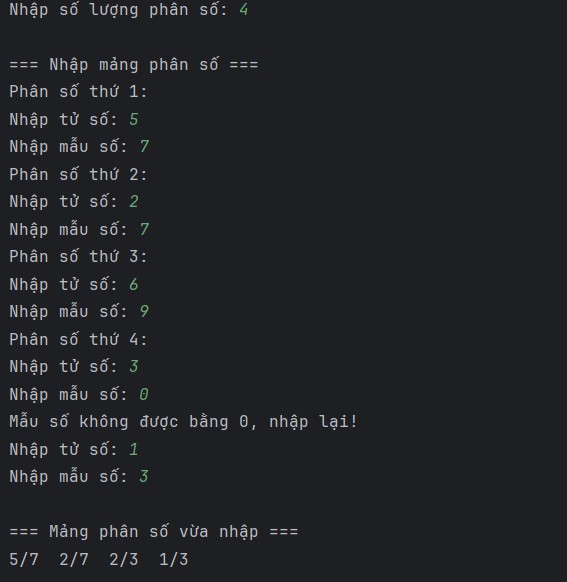 Nhập số lượng phân số: 4
=== Nhập mảng phân số ===
Phân số thứ 1:
Nhập tử số: 5
Nhập mẫu số: 7
Phân số thứ 2:
Nhập tử số: 2
Nhập mẫu số: 7
Phân số thứ 3:
Nhập tử số: 6
Nhập mẫu số: 9
Phân số thứ 4:
Nhập tử số: 3
Nhập mẫu số: 0
Mẫu số không được bằng 0, nhập lại!
Nhập tử số: 1
Nhập mẫu số: 3
=== Mảng phân số vừa nhập ===
5/7  2/7  2/3  1/3